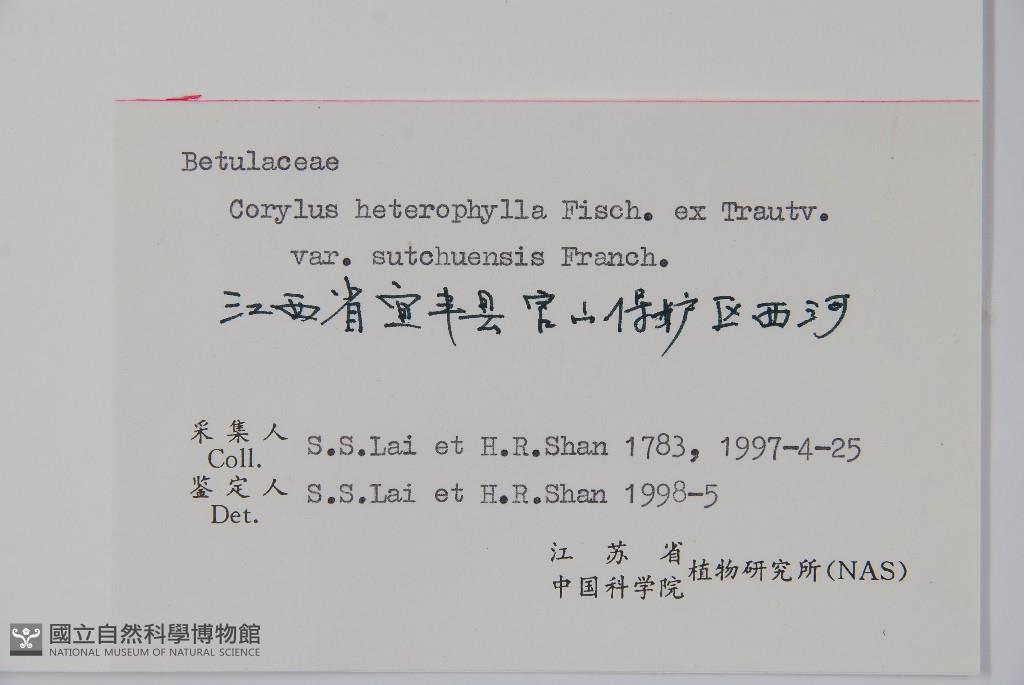 Betulaceae
Corylus heterophylla Fisch. ex Trautv.
var. sutchuensis Franch.
江西省宜丰县官山保护区西河
采集人 S.S.Lai et H.R.Shan 1783, 1997-4-25
Coll.
鉴定人 S.S.Lai et H.R.Shan 1998-5
Det.
江苏省
中国科学院 植物研究所(NAS)
國立自然科學博物館
NATIONAL MUSEUM OF NATURAL SCIENCE